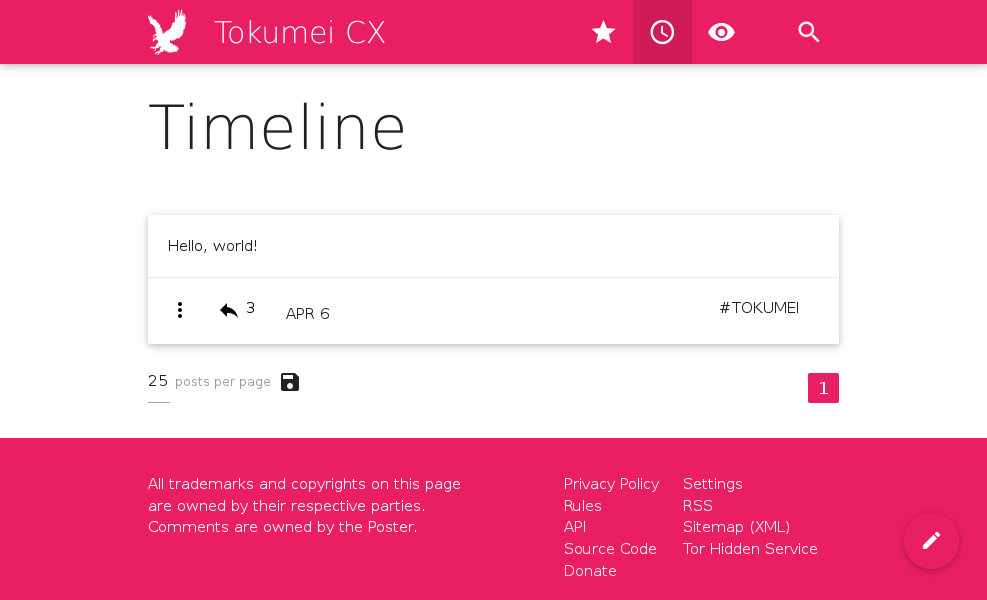 Tokumei CX
Timeline
Hello, world!
3 APR 6 #TOKUMEI
25 posts per page 1
All trademarks and copyrights on this page
are owned by their respective parties.
Comments are owned by the Poster.
Privacy Policy
Rules
API
Source Code
Donate
Settings
RSS
Sitemap (XML)
Tor Hidden Service